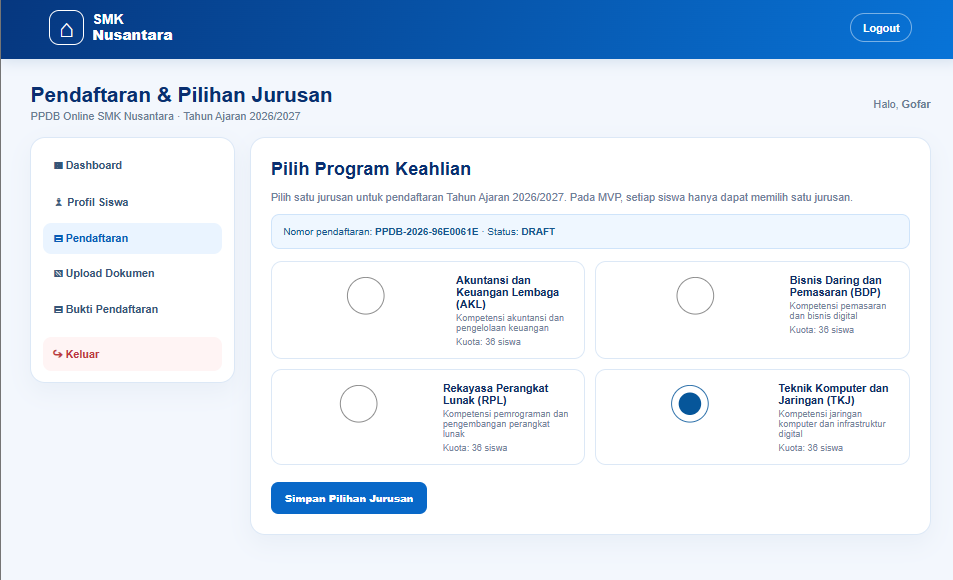 SMK
Nusantara
Logout
Pendaftaran & Pilihan Jurusan
PPDB Online SMK Nusantara · Tahun Ajaran 2026/2027
Halo, Gofar
Dashboard
Profil Siswa
Pendaftaran
Upload Dokumen
Bukti Pendaftaran
Keluar
Pilih Program Keahlian
Pilih satu jurusan untuk pendaftaran Tahun Ajaran 2026/2027. Pada MVP, setiap siswa hanya dapat memilih satu jurusan.
Nomor pendaftaran: PPDB-2026-96E0061E · Status: DRAFT
Akuntansi dan
Keuangan Lembaga
(AKL)
Kompetensi akuntansi dan
pengelolaan keuangan
Kuota: 36 siswa
Bisnis Daring dan
Pemasaran (BDP)
Kompetensi pemasaran
dan bisnis digital
Kuota: 36 siswa
Rekayasa Perangkat
Lunak (RPL)
Kompetensi pemrograman dan
pengembangan perangkat
lunak
Kuota: 36 siswa
Teknik Komputer dan
Jaringan (TKJ)
Kompetensi jaringan
komputer dan infrastruktur
digital
Kuota: 36 siswa
Simpan Pilihan Jurusan